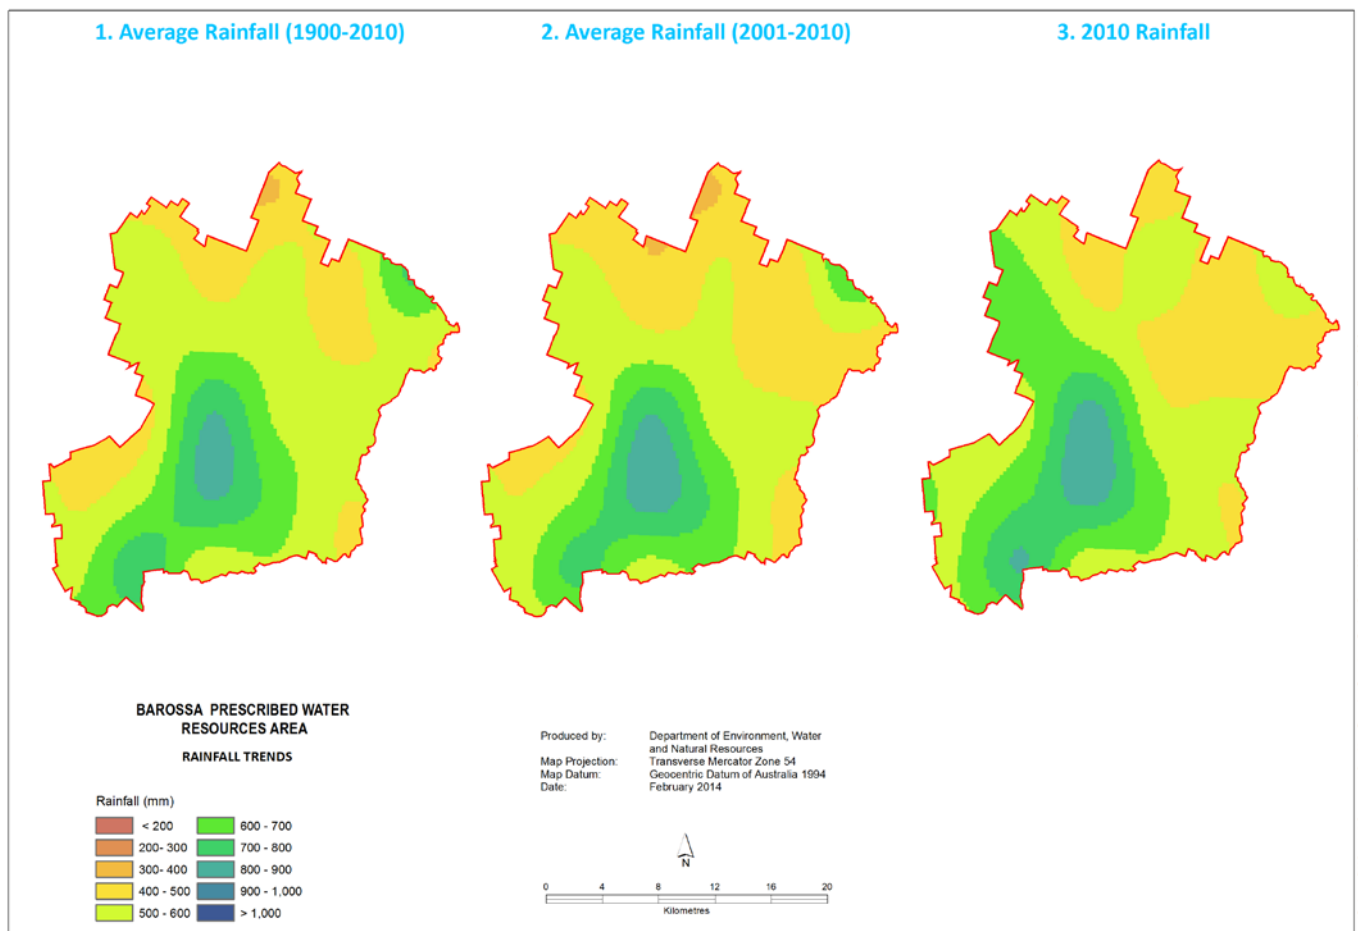 1. Average Rainfall (1900-2010)
2. Average Rainfall (2001-2010)
3. 2010 Rainfall
BAROSSA PRESCRIBED WATER
RESOURCES AREA
RAINFALL TRENDS
Rainfall (mm)
< 200
200- 300
300- 400
400 - 500
500 - 600
600 - 700
700 - 800
800 - 900
900 - 1,000
> 1,000
Produced by: Department of Environment, Water
and Natural Resources
Map Projection: Transverse Mercator Zone 54
Map Datum: Geocentric Datum of Australia 1994
Date: February 2014
N
0 4 8 12 16 20
Kilometres